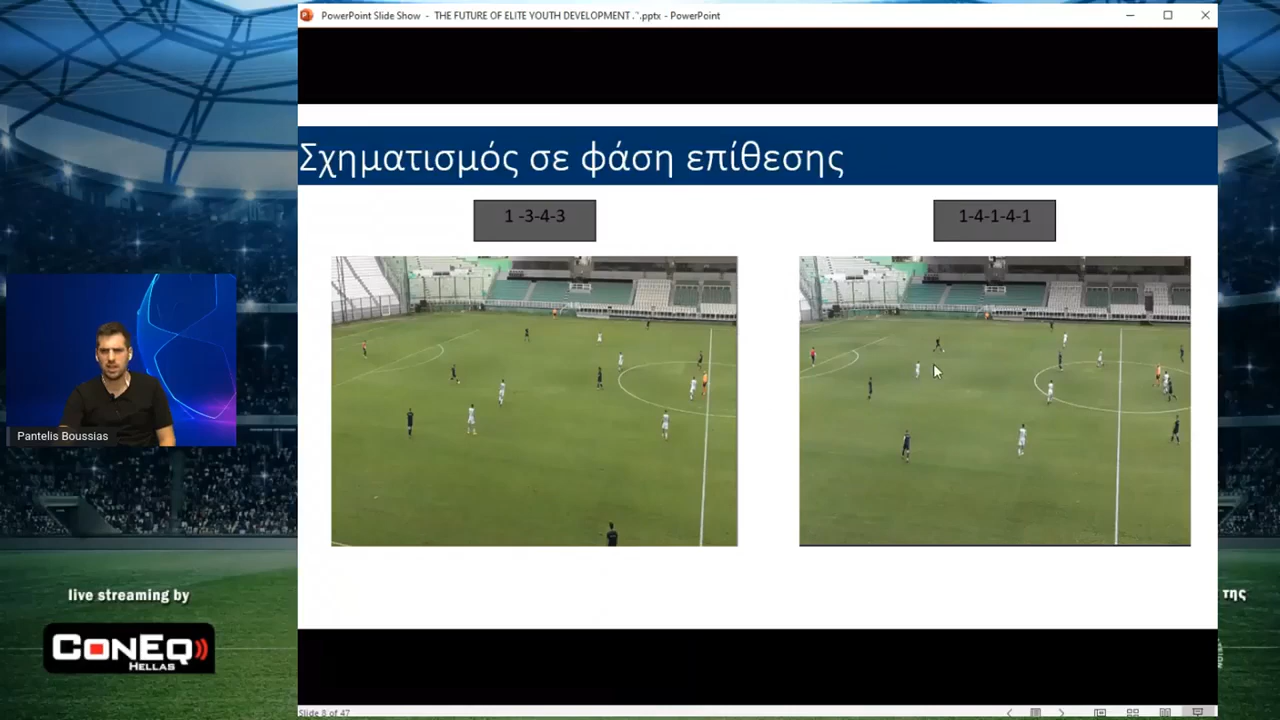 PowerPoint Slide Show - THE FUTURE OF ELITE YOUTH DEVELOPMENT .".pptx - PowerPoint
Σχηματισμός σε φάση επίθεσης
1 -3-4-3
1-4-1-4-1
Pantelis Boussias
live streaming by
CONEQ
HELLAS
της
Slide 8 of 47